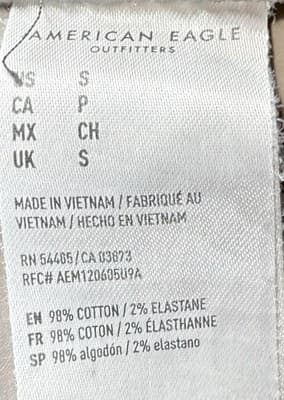 AMERICAN EAGLE
OUTFITTERS
US S
CA P
MX CH
UK S
MADE IN VIETNAM / FABRIQUÉ AU
VIETNAM / HECHO EN VIETNAM
RN 54485 / CA 03873
RFC# AEM120605U9A
EN 98% COTTON / 2% ELASTANE
FR 98% COTON / 2% ÉLASTHANNE
SP 98% algodón / 2% elastano